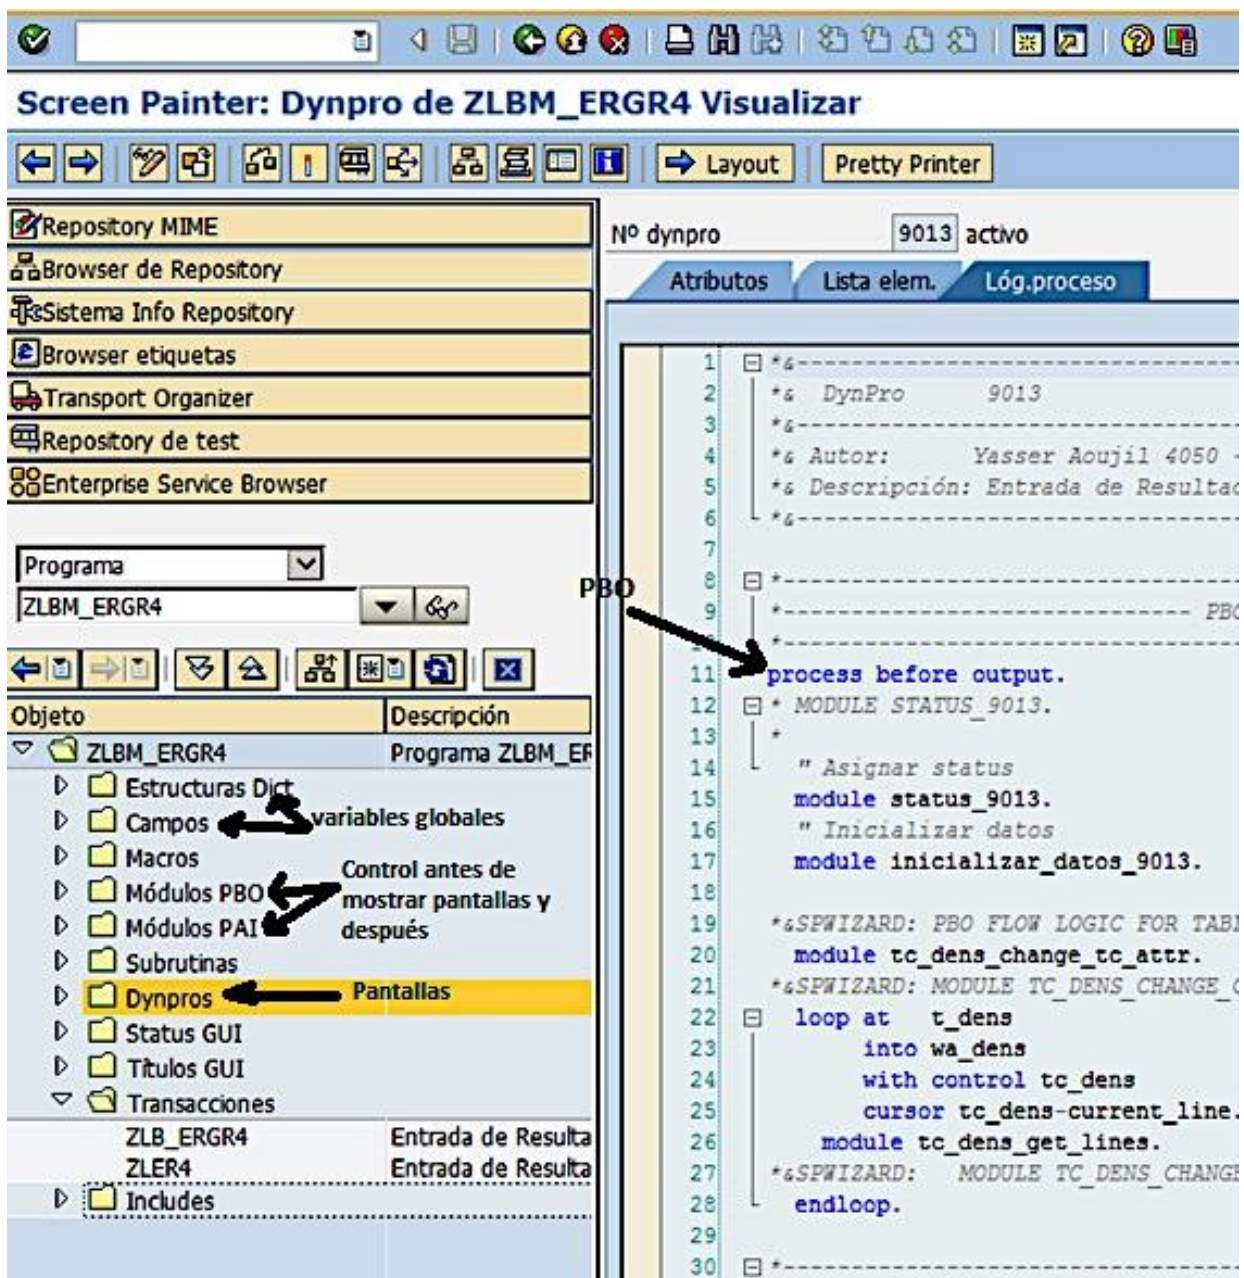 Screen Painter: Dynpro de ZLBM_ERGR4 Visualizar
Layout
Pretty Printer
Repository MIME
Browser de Repository
Sistema Info Repository
Browser etiquetas
Transport Organizer
Repository de test
Enterprise Service Browser
Programa
ZLBM_ERGR4
Objeto Descripción
ZLBM_ERGR4 Programa ZLBM_ER
Estructuras Dict
Campos
variables globales
Macros
Módulos PBO
Módulos PAI
Control antes de
mostrar pantallas y
después
Subrutinas
Dynpros
Pantallas
Status GUI
Títulos GUI
Transacciones
ZLB_ERGR4 Entrada de Resulta
ZLER4 Entrada de Resulta
Includes
Nº dynpro 9013 activo
Atributos Lista elem. Lóg.proceso
PBO
1 *&---------------------------------
2 *& DynPro 9013
3 *&---------------------------------
4 *& Autor: Yasser Aoujil 4050 -
5 *& Descripción: Entrada de Resultad
6 *&---------------------------------
7
8 *----------------------------------
9 *------------------------------ PBO
*----------------------------------
11 process before output.
12 * MODULE STATUS_9013.
13 *
14 " Asignar status
15 module status_9013.
16 " Inicializar datos
17 module inicializar_datos_9013.
18
19 *&SPWIZARD: PBO FLOW LOGIC FOR TABL
20 module tc_dens_change_tc_attr.
21 *&SPWIZARD: MODULE TC_DENS_CHANGE_C
22 loop at t_dens
23 into wa_dens
24 with control tc_dens
25 cursor tc_dens-current_line.
26 module tc_dens_get_lines.
27 *&SPWIZARD: MODULE TC_DENS_CHANGE
28 endloop.
29
30 *----------------------------------